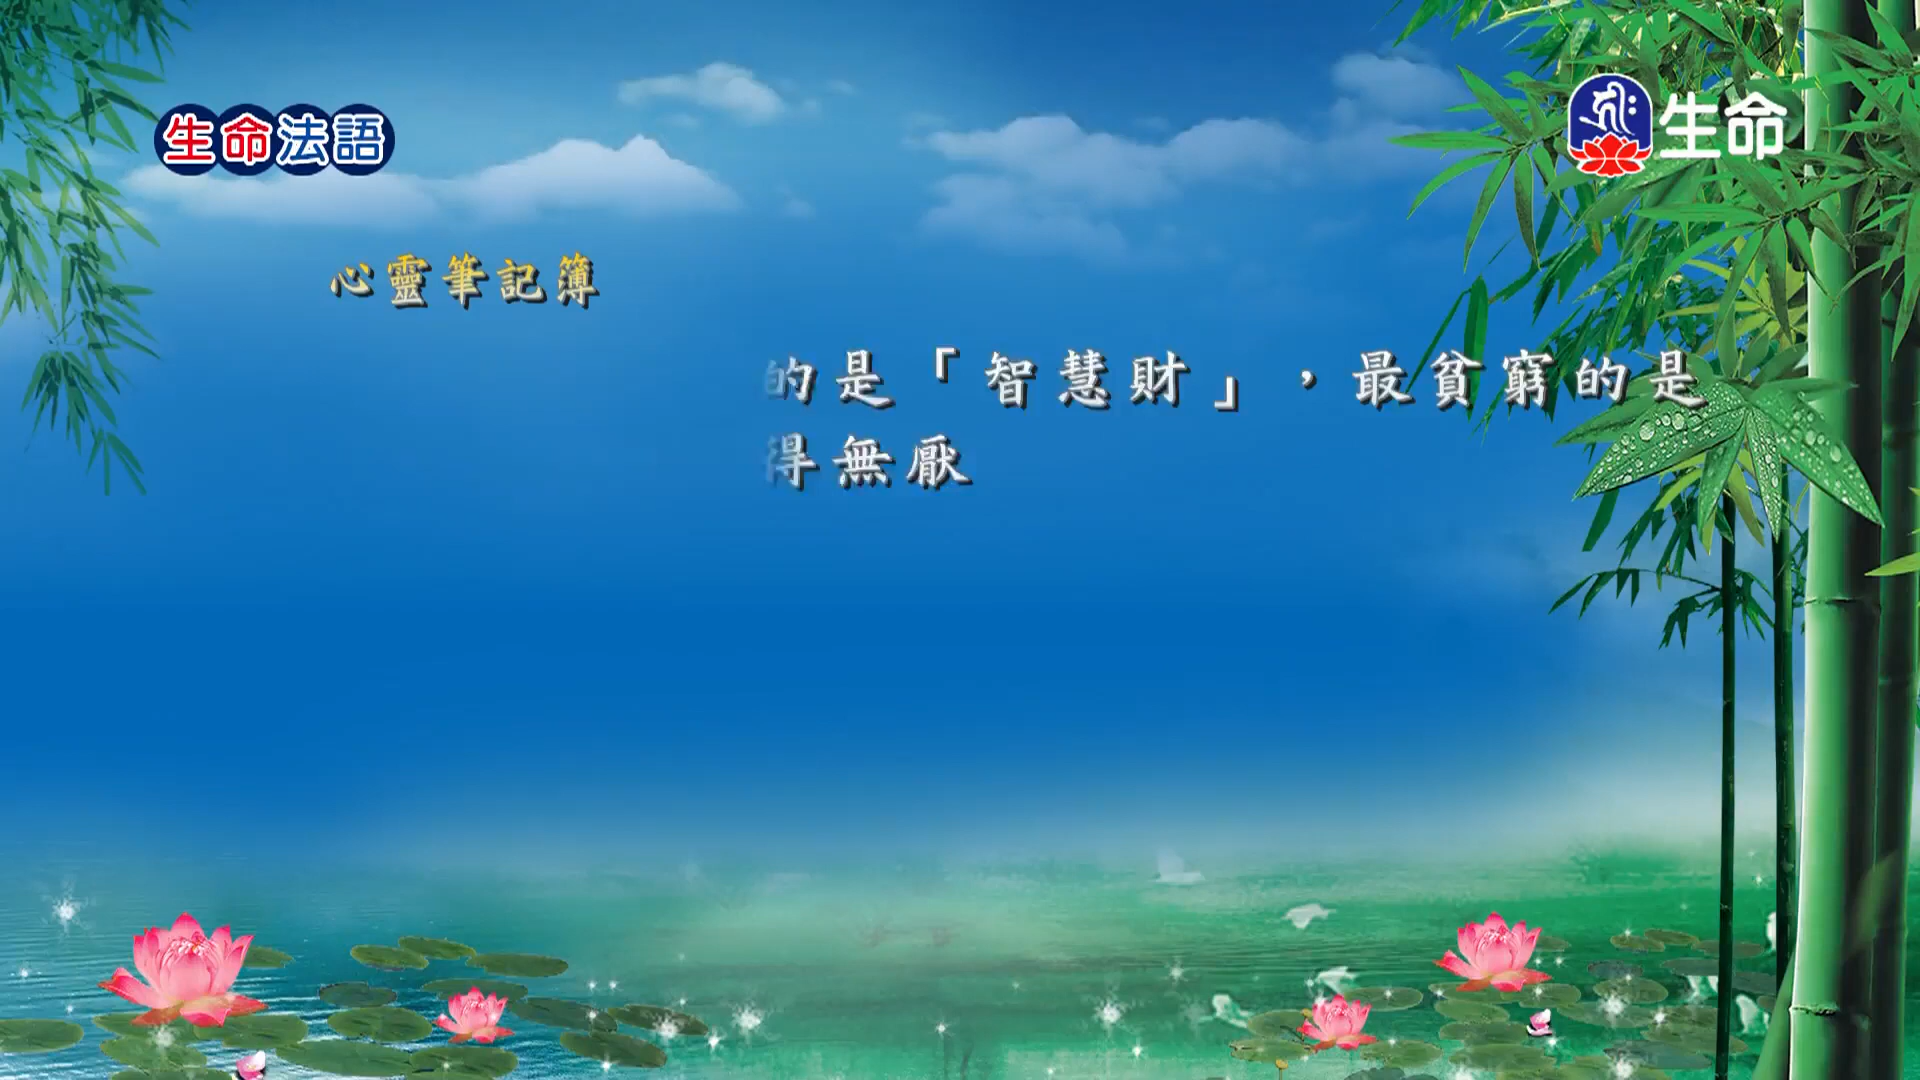 生命法語
生命
心靈筆記簿
的是「智慧財」，最貧窮的是
得無厭